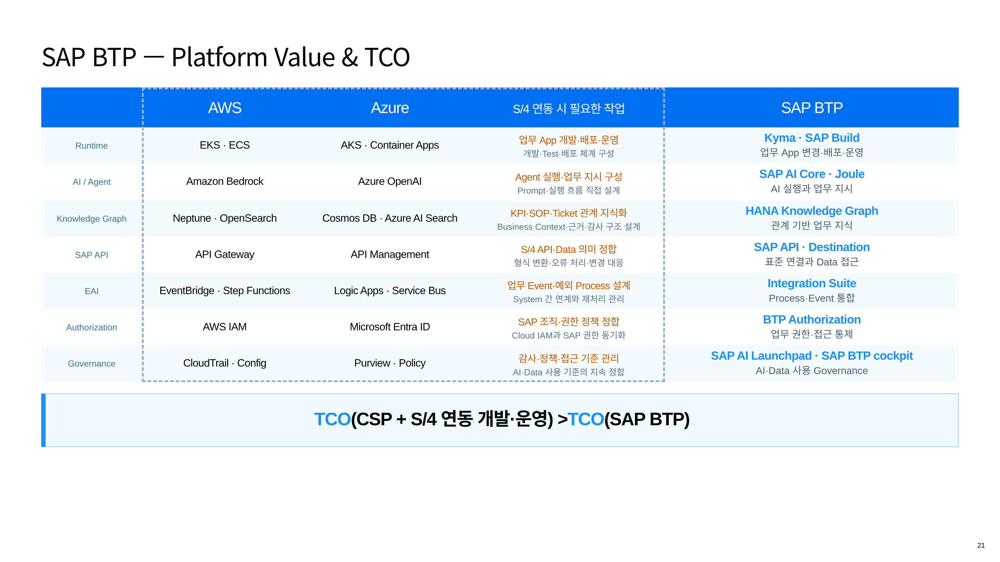 SAP BTP — Platform Value & TCO
AWS
Azure
S/4 연동 시 필요한 작업
SAP BTP
Runtime
EKS · ECS
AKS · Container Apps
업무 App 개발·배포·운영
개발·Test·배포 체계 구성
Kyma · SAP Build
업무 App 변경·배포·운영
AI / Agent
Amazon Bedrock
Azure OpenAI
Agent 실행·업무 지시 구성
Prompt·실행 흐름 직접 설계
SAP AI Core · Joule
AI 실행과 업무 지시
Knowledge Graph
Neptune · OpenSearch
Cosmos DB · Azure AI Search
KPI·SOP·Ticket 관계 지식화
Business Context·근거·감사 구조 설계
HANA Knowledge Graph
관계 기반 업무 지식
SAP API
API Gateway
API Management
S/4 API·Data 의미 정합
형식 변환·오류 처리·변경 대응
SAP API · Destination
표준 연결과 Data 접근
EAI
EventBridge · Step Functions
Logic Apps · Service Bus
업무 Event·예외 Process 설계
System 간 연계와 재처리 관리
Integration Suite
Process·Event 통합
Authorization
AWS IAM
Microsoft Entra ID
SAP 조직·권한 정책 정합
Cloud IAM과 SAP 권한 동기화
BTP Authorization
업무 권한·접근 통제
Governance
CloudTrail · Config
Purview · Policy
감사·정책·접근 기준 관리
AI·Data 사용 기준의 지속 정합
SAP AI Launchpad · SAP BTP cockpit
AI·Data 사용 Governance
TCO(CSP + S/4 연동 개발·운영) >TCO(SAP BTP)
21